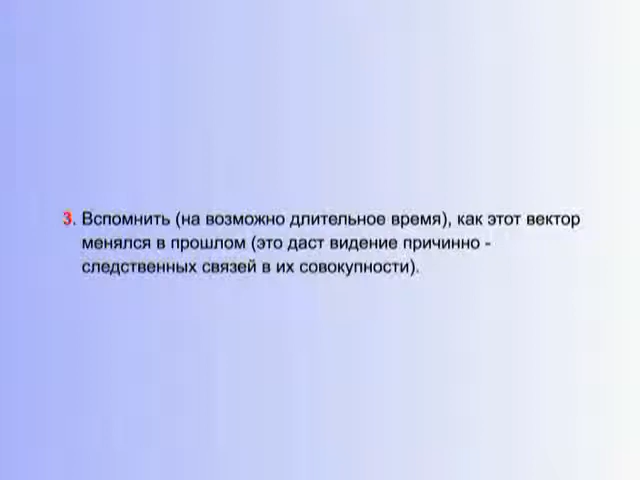 3. Вспомнить (на возможно длительное время), как этот вектор
менялся в прошлом (это даст видение причинно -
следственных связей в их совокупности).